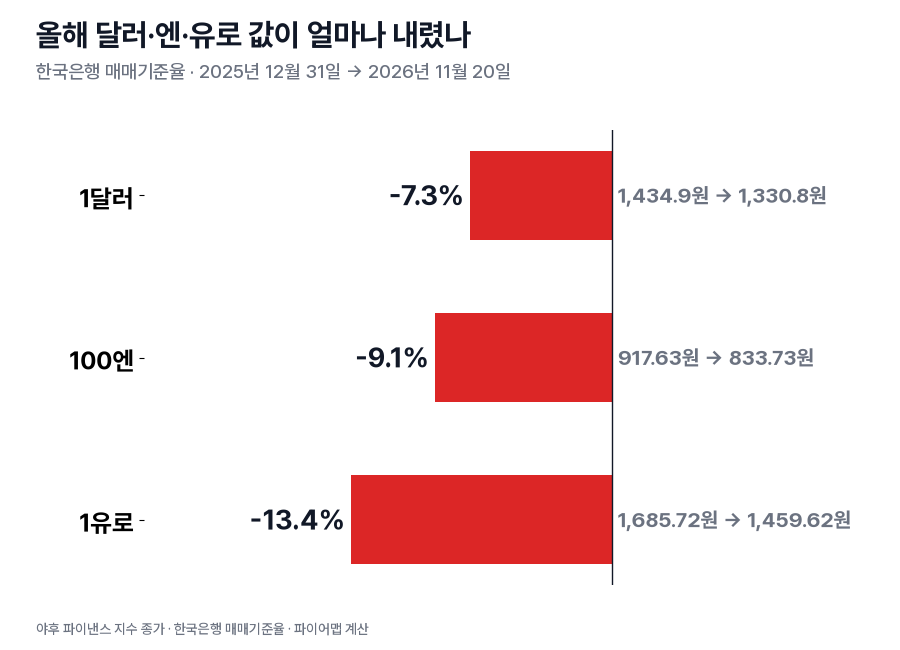 올해 달러·엔·유로 값이 얼마나 내렸나
한국은행 매매기준율 · 2025년 12월 31일 → 2026년 11월 20일
1달러 -7.3% 1,434.9원 → 1,330.8원
100엔 -9.1% 917.63원 → 833.73원
1유로 -13.4% 1,685.72원 → 1,459.62원
야후 파이낸스 지수 종가 · 한국은행 매매기준율 · 파이어맵 계산